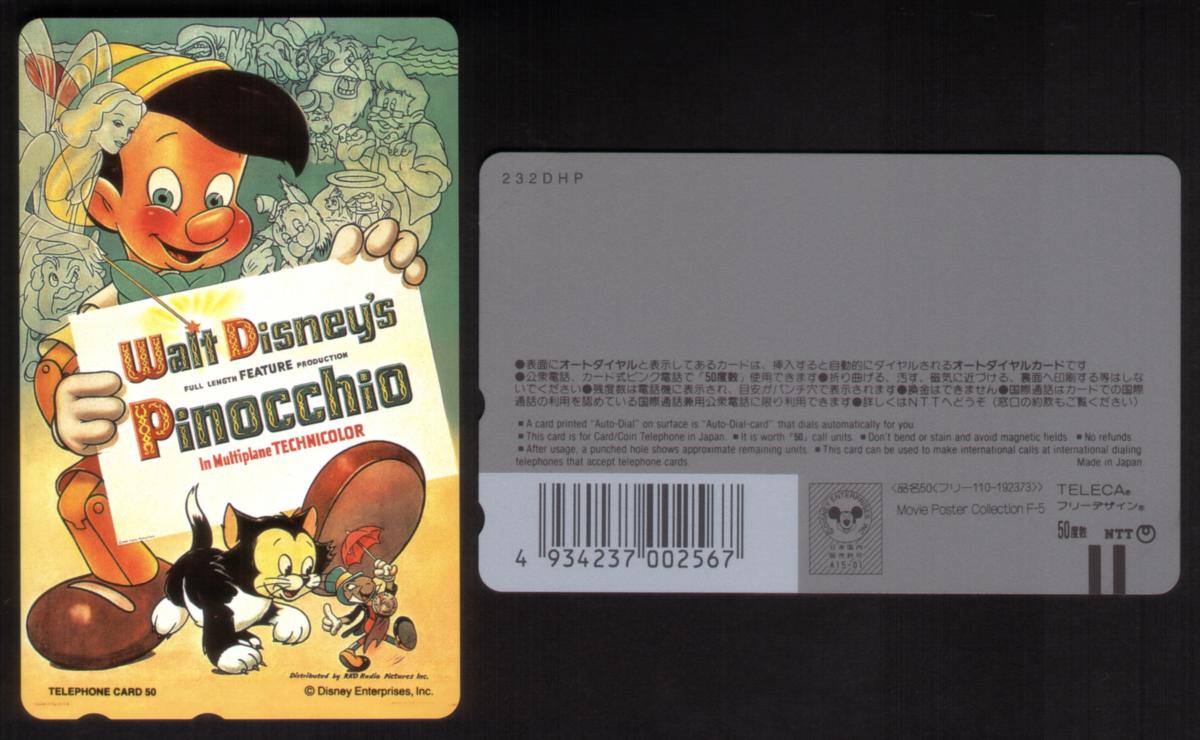 Walt Disney's
FULL LENGTH FEATURE PRODUCTION
Pinocchio
In Multiplane TECHNICOLOR
Distributed by RKO Radio Pictures Inc.
TELEPHONE CARD 50
© Disney Enterprises, Inc.
232DHP
●表面にオートダイヤルと表示してあるカードは、挿入すると自動的にダイヤルされるオートダイヤルカードです
●公衆電話、カード式ピンク電話で「50度数」使用できます●折り曲げる、汚す、磁気に近づける、裏面へ印刷する等はしな
いでください●残度数は電話機に表示され、目安がパンチ穴で表示されます●換金はできません●国際通話はカードでの国際
通話の利用を認めている国際通話兼用公衆電話に限り利用できます●詳しくはNTTへどうぞ(窓口の約款もご覧ください)
■ A card printed "Auto-Dial" on surface is "Auto-Dial-card" that dials automatically for you.
■ This card is for Card/Coin Telephone in Japan. ■ It is worth「50」call units. ■ Don't bend or stain and avoid magnetic fields. ■ No refunds.
■ After usage, a punched hole shows approximate remaining units. ■ This card can be used to make international calls at international dialing
telephones that accept telephone cards.
Made in Japan
4 934237 002567
日本国内
販売許可
A15-01
〈品名50(フリー110-192373)〉
Movie Poster Collection F-5
TELECA®
フリーデザイン®
50度数 NTT